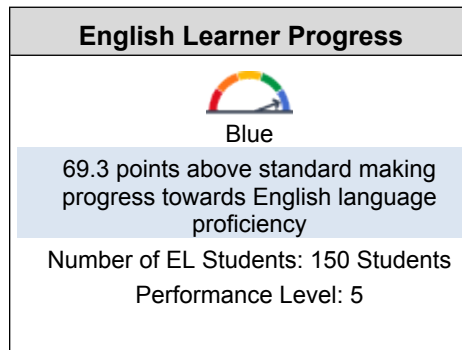 English Learner Progress
Blue
69.3 points above standard making
progress towards English language
proficiency
Number of EL Students: 150 Students
Performance Level: 5